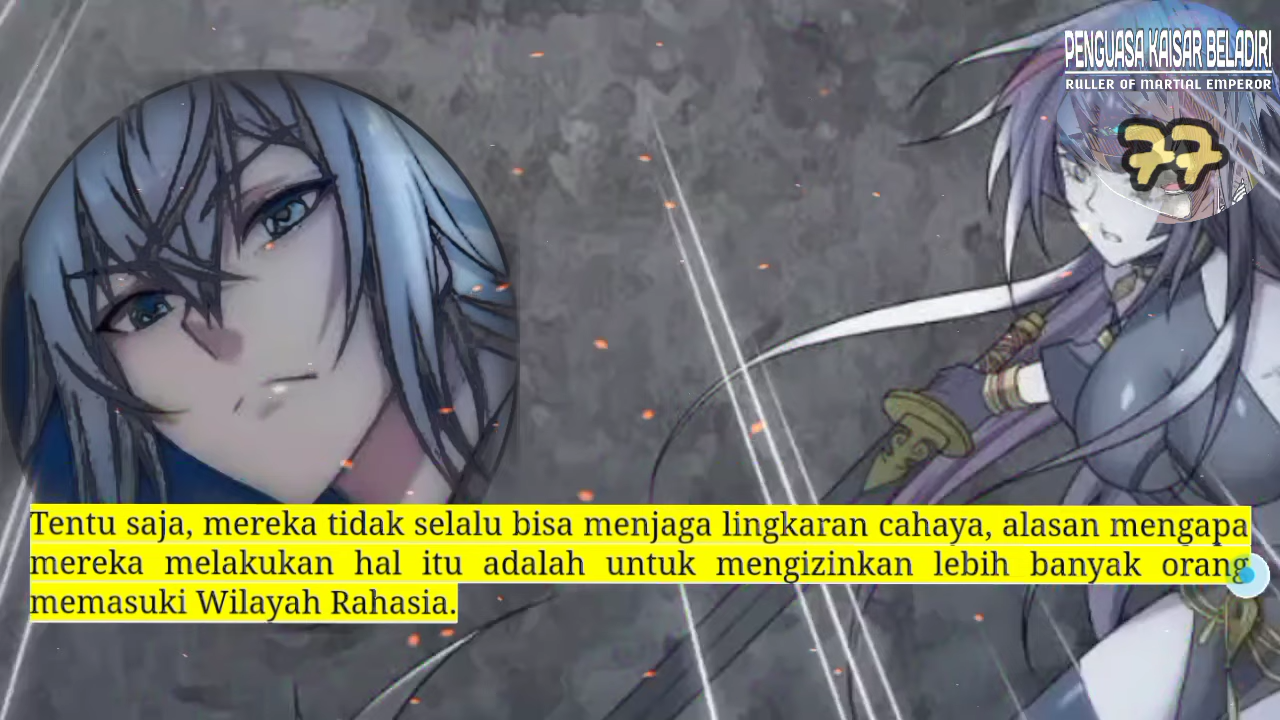 PENGUASA KAISAR BELADIRI
RULLER OF MARTIAL EMPEROR
77
Tentu saja, mereka tidak selalu bisa menjaga lingkaran cahaya, alasan mengapa
mereka melakukan hal itu adalah untuk mengizinkan lebih banyak orang
memasuki Wilayah Rahasia.